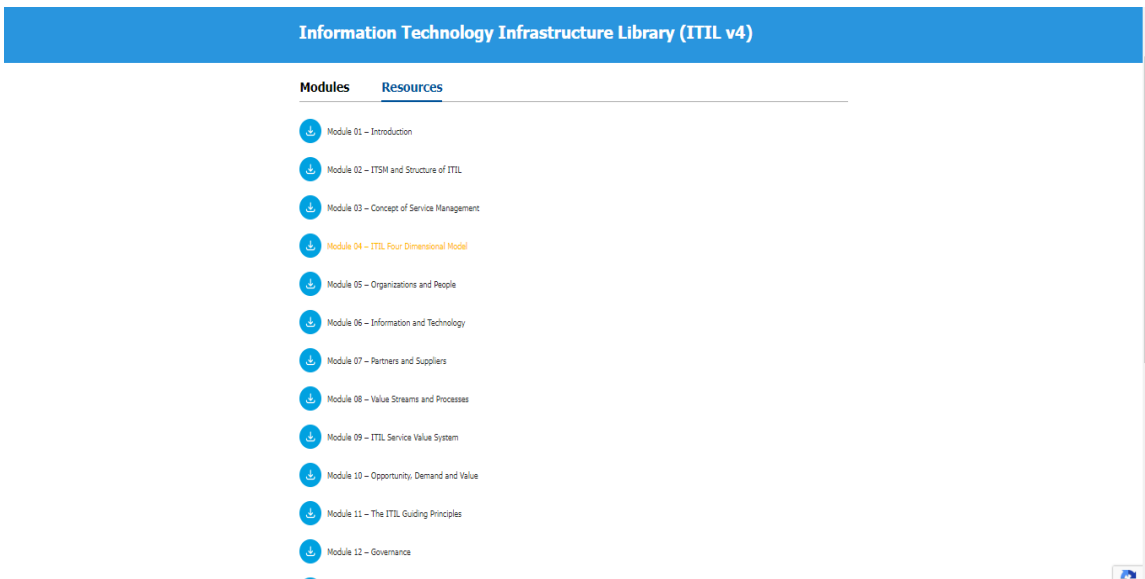 Information Technology Infrastructure Library (ITIL v4)
Modules Resources
Module 01 – Introduction
Module 02 – ITSM and Structure of ITIL
Module 03 – Concept of Service Management
Module 04 – ITIL Four Dimensional Model
Module 05 – Organizations and People
Module 06 – Information and Technology
Module 07 – Partners and Suppliers
Module 08 – Value Streams and Processes
Module 09 – ITIL Service Value System
Module 10 – Opportunity, Demand and Value
Module 11 – The ITIL Guiding Principles
Module 12 – Governance